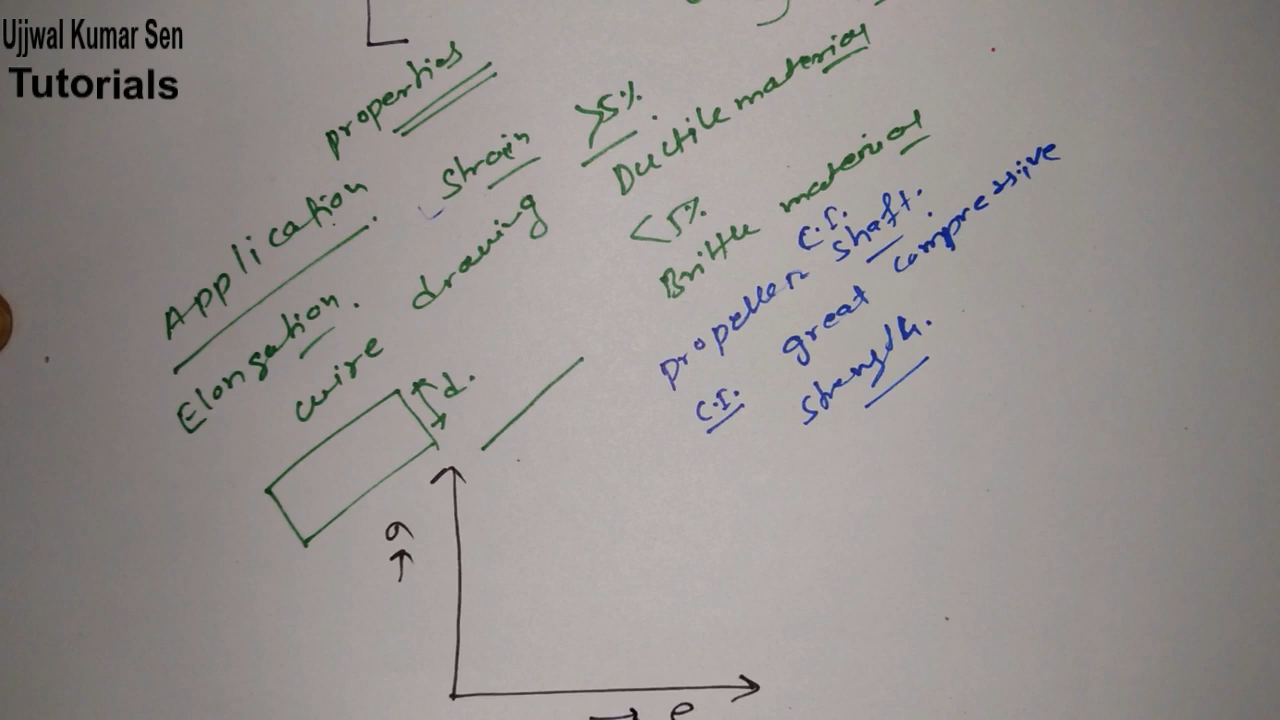 Ujjwal Kumar Sen
Tutorials
properties
Application
Strain
>5%.
Ductile material
Elongation.
wire drawing
<5%
Brittle material
d.
C.I.
propeller shaft.
C.I. great compressive
strength.
σ
e